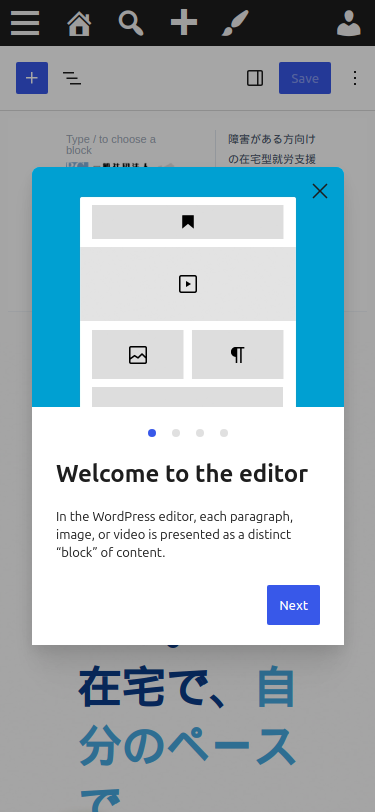 Save
Type / to choose a
block
障害がある方向け
の在宅型就労支援
Welcome to the editor
In the WordPress editor, each paragraph,
image, or video is presented as a distinct
“block” of content.
Next
在宅で、自
分のペース
で